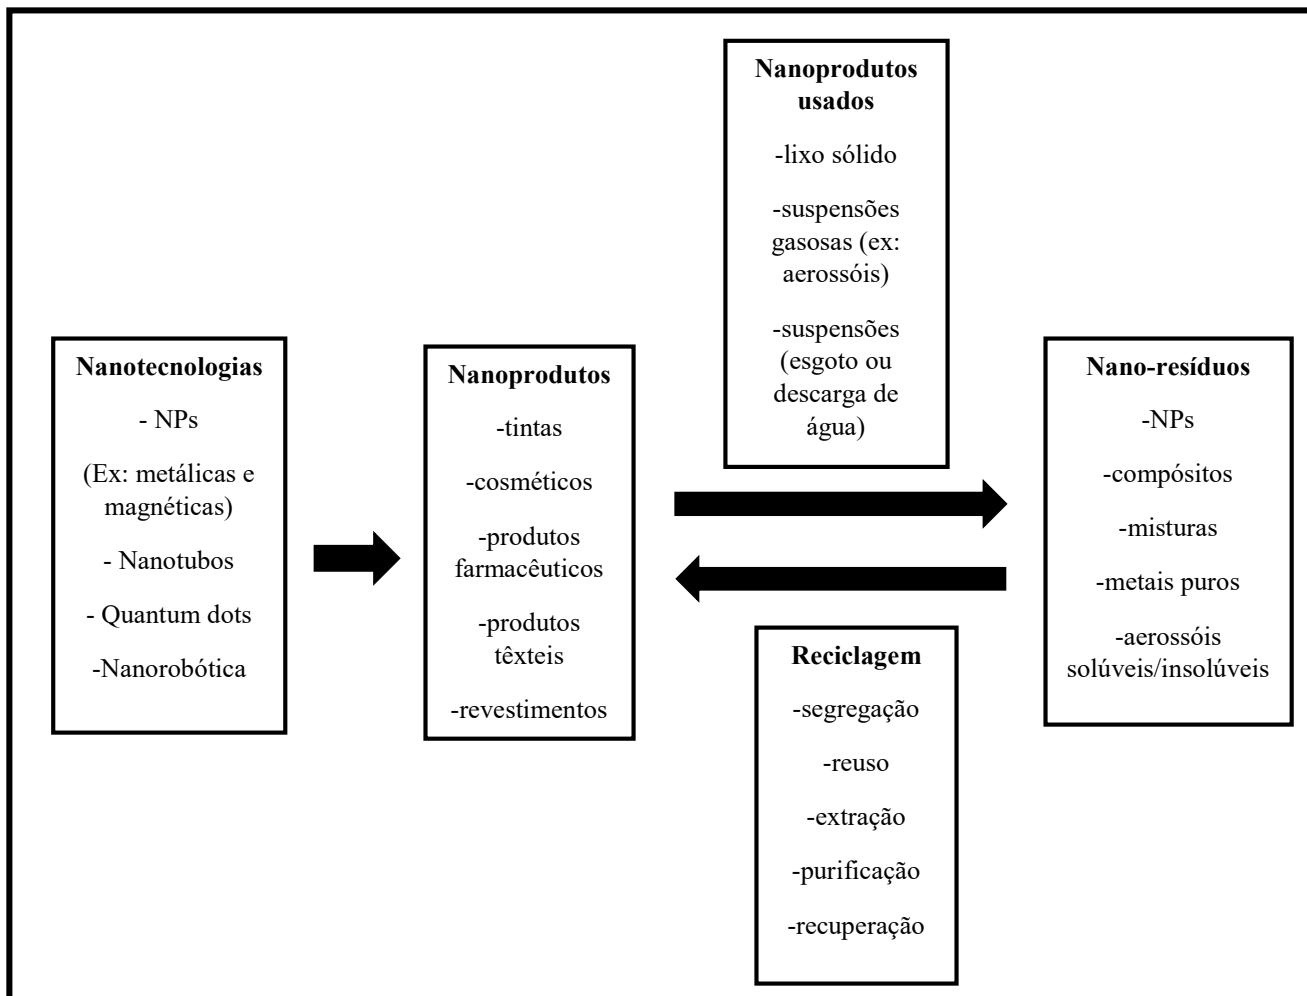 Nanotecnologias
- NPs
(Ex: metálicas e
magnéticas)
- Nanotubos
- Quantum dots
-Nanorobótica
Nanoprodutos
-tintas
-cosméticos
-produtos
farmacêuticos
-produtos
têxteis
-revestimentos
Nanoprodutos
usados
-lixo sólido
-suspensões
gasosas (ex:
aerossóis)
-suspensões
(esgoto ou
descarga de
água)
Reciclagem
-segregação
-reuso
-extração
-purificação
-recuperação
Nano-resíduos
-NPs
-compósitos
-misturas
-metais puros
-aerossóis
solúveis/insolúveis